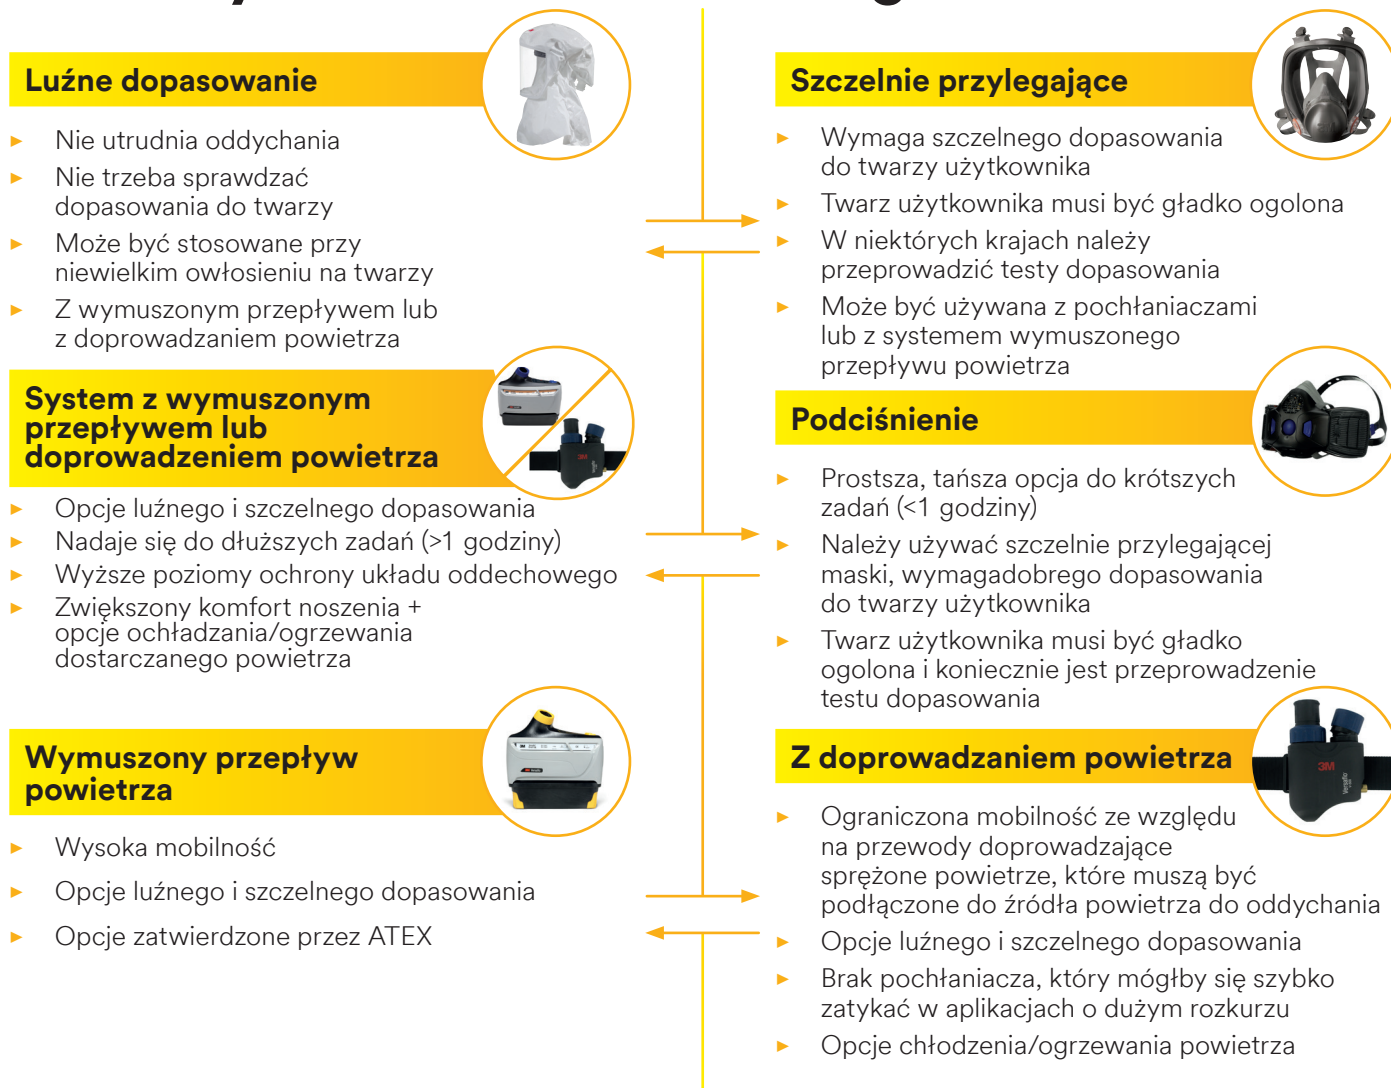 Luźne dopasowanie
Nie utrudnia oddychania
Nie trzeba sprawdzać
dopasowania do twarzy
Może być stosowane przy
niewielkim owłosieniu na twarzy
Z wymuszonym przepływem lub
z doprowadzaniem powietrza
Szczelnie przylegające
Wymaga szczelnego dopasowania
do twarzy użytkownika
Twarz użytkownika musi być gładko ogolona
W niektórych krajach należy
przeprowadzić testy dopasowania
Może być używana z pochłaniaczami
lub z systemem wymuszonego
przepływu powietrza
System z wymuszonym
przepływem lub
doprowadzeniem powietrza
3M
Opcje luźnego i szczelnego dopasowania
Nadaje się do dłuższych zadań (>1 godziny)
Wyższe poziomy ochrony układu oddechowego
Zwiększony komfort noszenia +
opcje ochładzania/ogrzewania
dostarczanego powietrza
Podciśnienie
Prostsza, tańsza opcja do krótszych
zadań (<1 godziny)
Należy używać szczelnie przylegającej
maski, wymagadobrego dopasowania
do twarzy użytkownika
Twarz użytkownika musi być gładko
ogolona i koniecznie jest przeprowadzenie
testu dopasowania
Wymuszony przepływ
powietrza
Wysoka mobilność
Opcje luźnego i szczelnego dopasowania
Opcje zatwierdzone przez ATEX
Z doprowadzaniem powietrza
3M
Versaflo
Ograniczona mobilność ze względu
na przewody doprowadzające
sprężone powietrze, które muszą być
podłączone do źródła powietrza do oddychania
Opcje luźnego i szczelnego dopasowania
Brak pochłaniacza, który mógłby się szybko
zatykać w aplikacjach o dużym rozkurzu
Opcje chłodzenia/ogrzewania powietrza